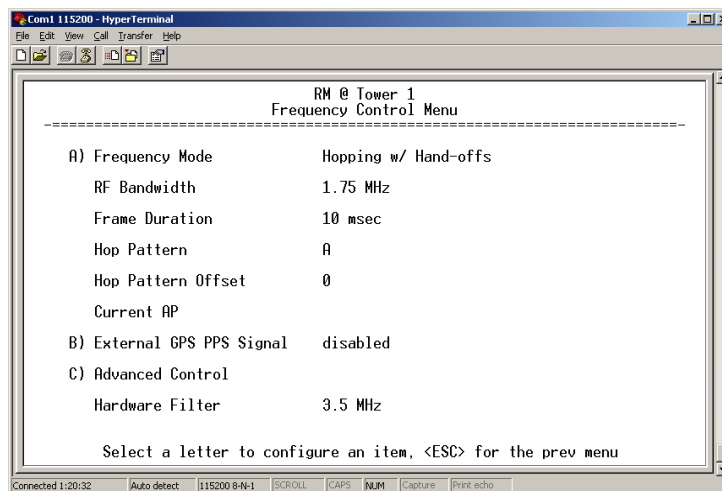 Com1 115200 - HyperTerminal
File Edit View Call Transfer Help
RM @ Tower 1
Frequency Control Menu
-==========================================================================-
A) Frequency Mode Hopping w/ Hand-offs
RF Bandwidth 1.75 MHz
Frame Duration 10 msec
Hop Pattern A
Hop Pattern Offset 0
Current AP
B) External GPS PPS Signal disabled
C) Advanced Control
Hardware Filter 3.5 MHz
Select a letter to configure an item, <ESC> for the prev menu
Connected 1:20:32 Auto detect 115200 8-N-1 SCROLL CAPS NUM Capture Print echo